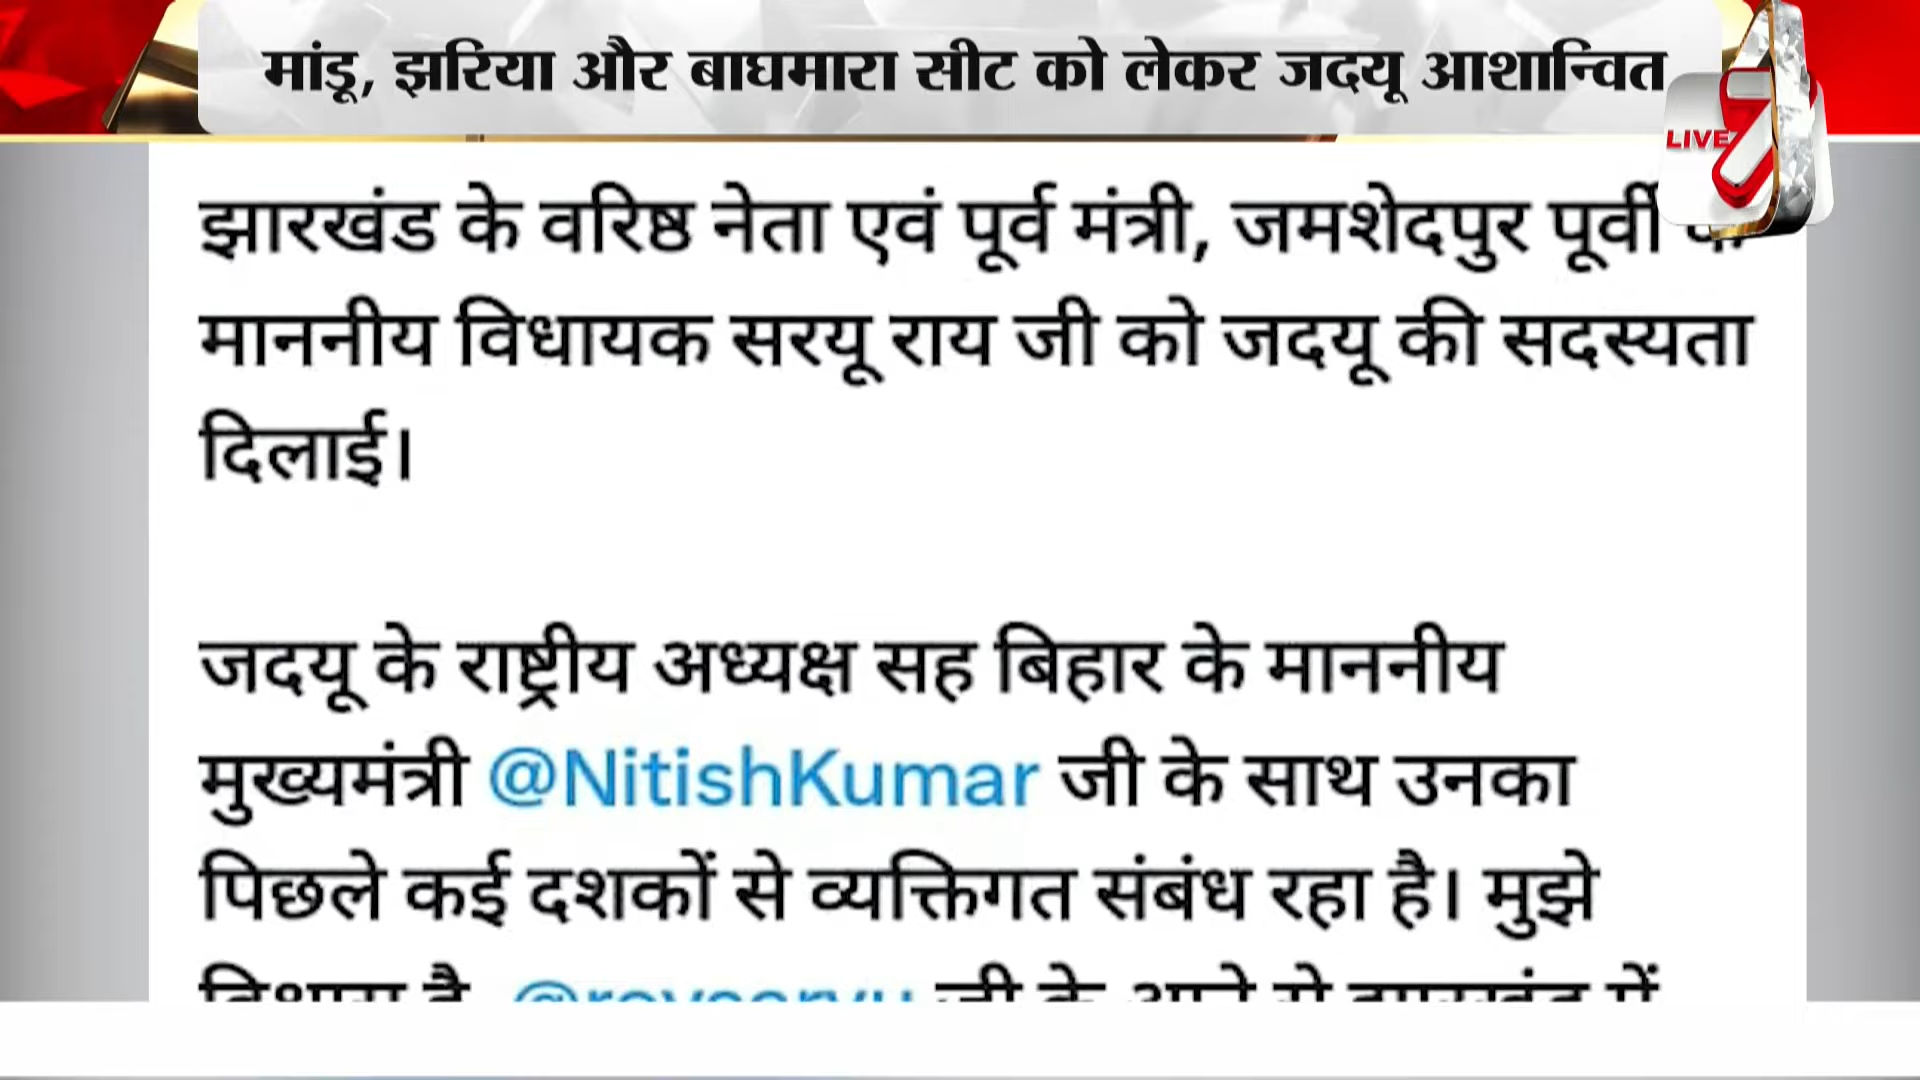 मांडू, झरिया और बाघमारा सीट को लेकर जदयू आशान्वित
LIVE 7
झारखंड के वरिष्ठ नेता एवं पूर्व मंत्री, जमशेदपुर पूर्वी
माननीय विधायक सरयू राय जी को जदयू की सदस्यता
दिलाई।
जदयू के राष्ट्रीय अध्यक्ष सह बिहार के माननीय
मुख्यमंत्री @NitishKumar जी के साथ उनका
पिछले कई दशकों से व्यक्तिगत संबंध रहा है। मुझे